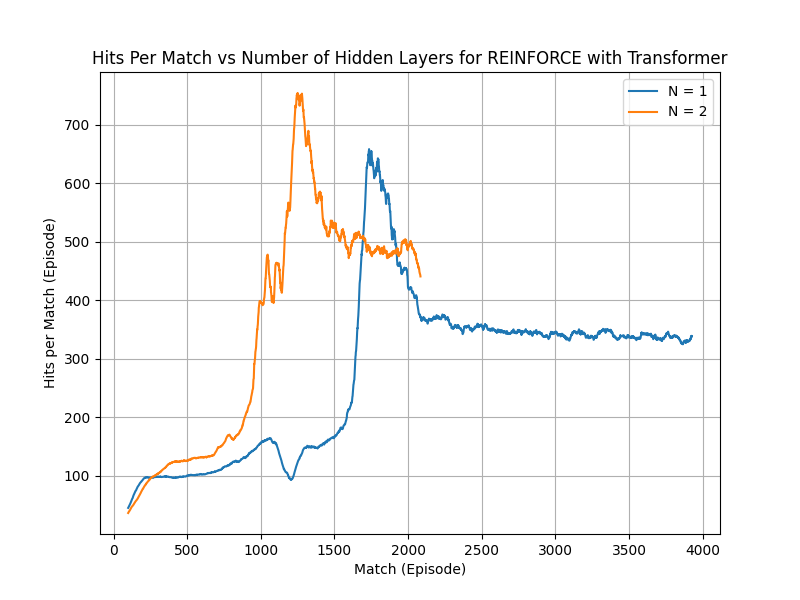 Hits Per Match vs Number of Hidden Layers for REINFORCE with Transformer
N = 1
N = 2
700
600
500
400
300
200
100
Hits per Match (Episode)
0 500 1000 1500 2000 2500 3000 3500 4000
Match (Episode)